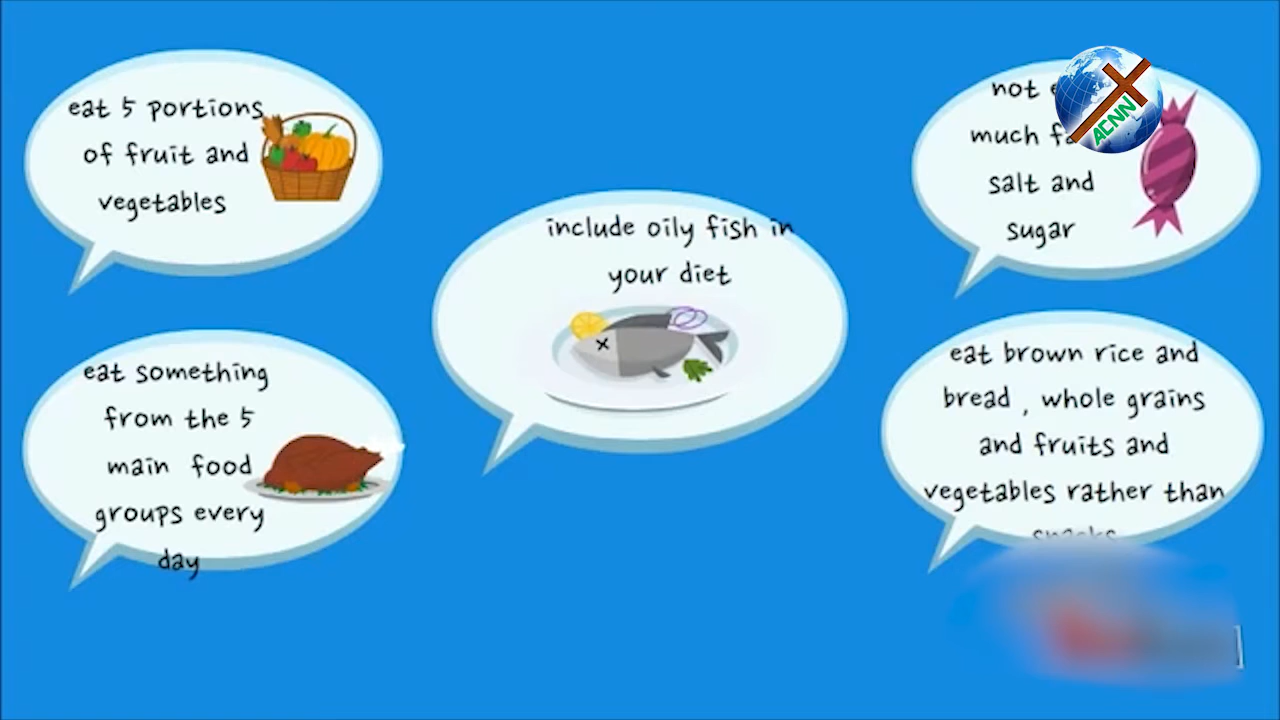 eat 5 portions
of fruit and
vegetables
include oily fish in
your diet
not
much
salt and
sugar
ACNN
eat something
from the 5
main food
groups every
day
eat brown rice and
bread , whole grains
and fruits and
vegetables rather than
snacks